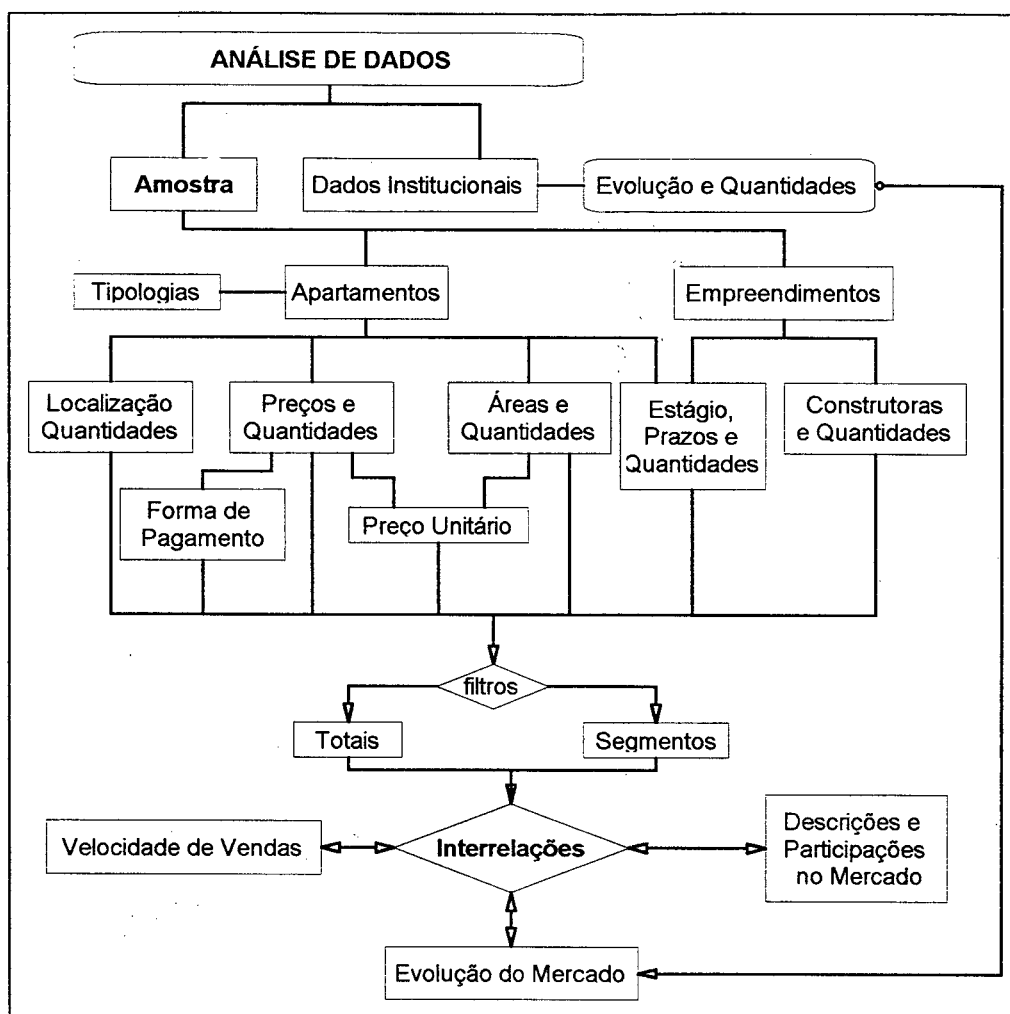 ANÁLISE DE DADOS
Amostra
Dados Institucionais
Evolução e Quantidades
Tipologias
Apartamentos
Empreendimentos
Localização
Quantidades
Preços e
Quantidades
Áreas e
Quantidades
Estágio,
Prazos e
Quantidades
Construtoras
e Quantidades
Forma de
Pagamento
Preço Unitário
filtros
Totais
Segmentos
Velocidade de Vendas
Interrelações
Descrições e
Participações
no Mercado
Evolução do Mercado